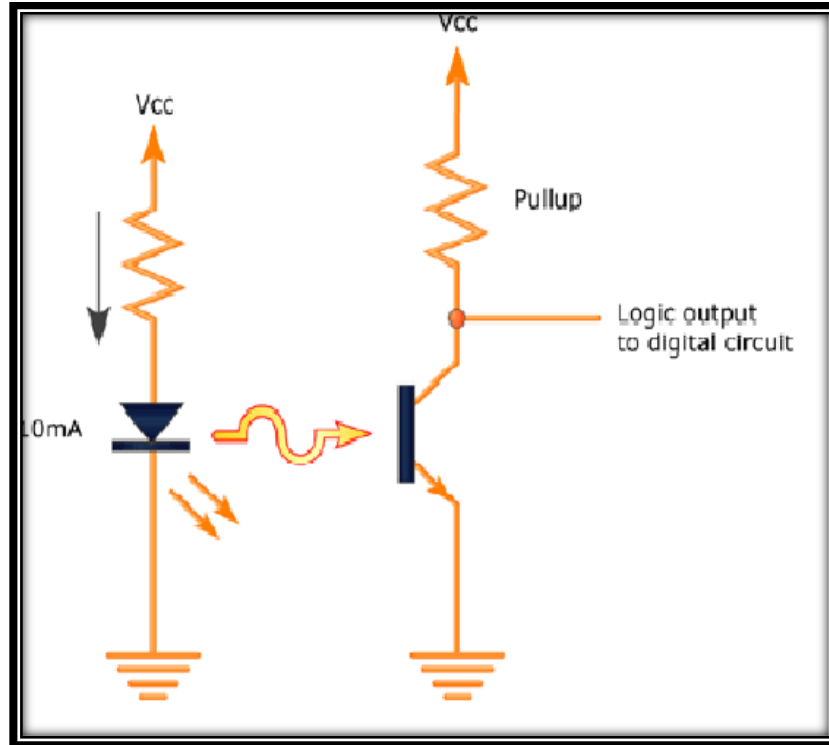 Vcc
Vcc
Pullup
Logic output
to digital circuit
10mA